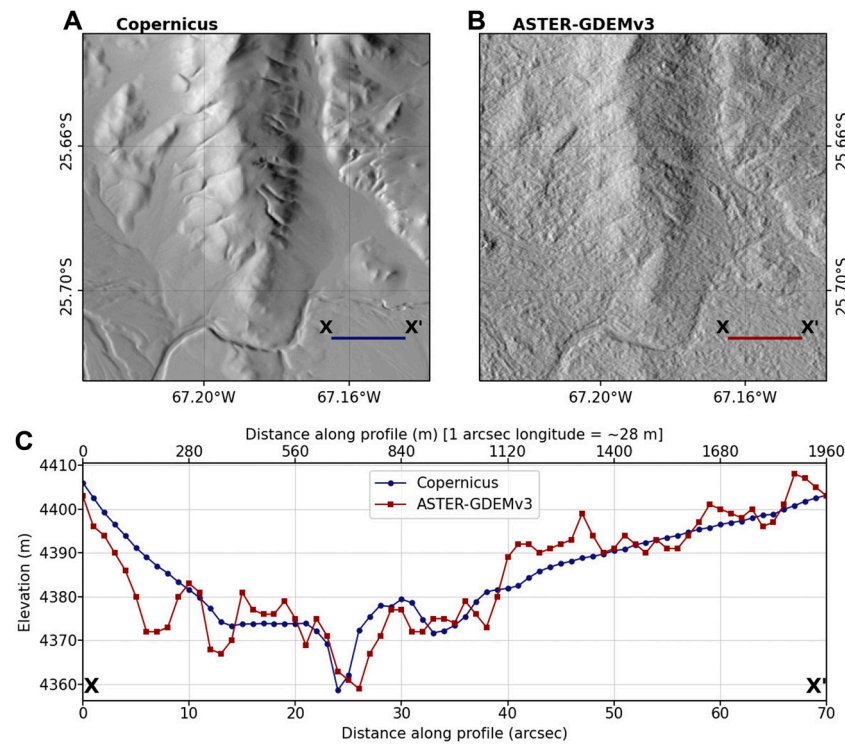 A Copernicus
B ASTER-GDEMv3
25.66°S
25.70°S
X X'
67.20°W 67.16°W
25.66°S
25.70°S
X X'
67.20°W 67.16°W
C
Distance along profile (m) [1 arcsec longitude = ~28 m]
0 280 560 840 1120 1400 1680 1960
4410
4400
4390
4380
4370
4360
Elevation (m)
Copernicus
ASTER-GDEMv3
X X'
0 10 20 30 40 50 60 70
Distance along profile (arcsec)